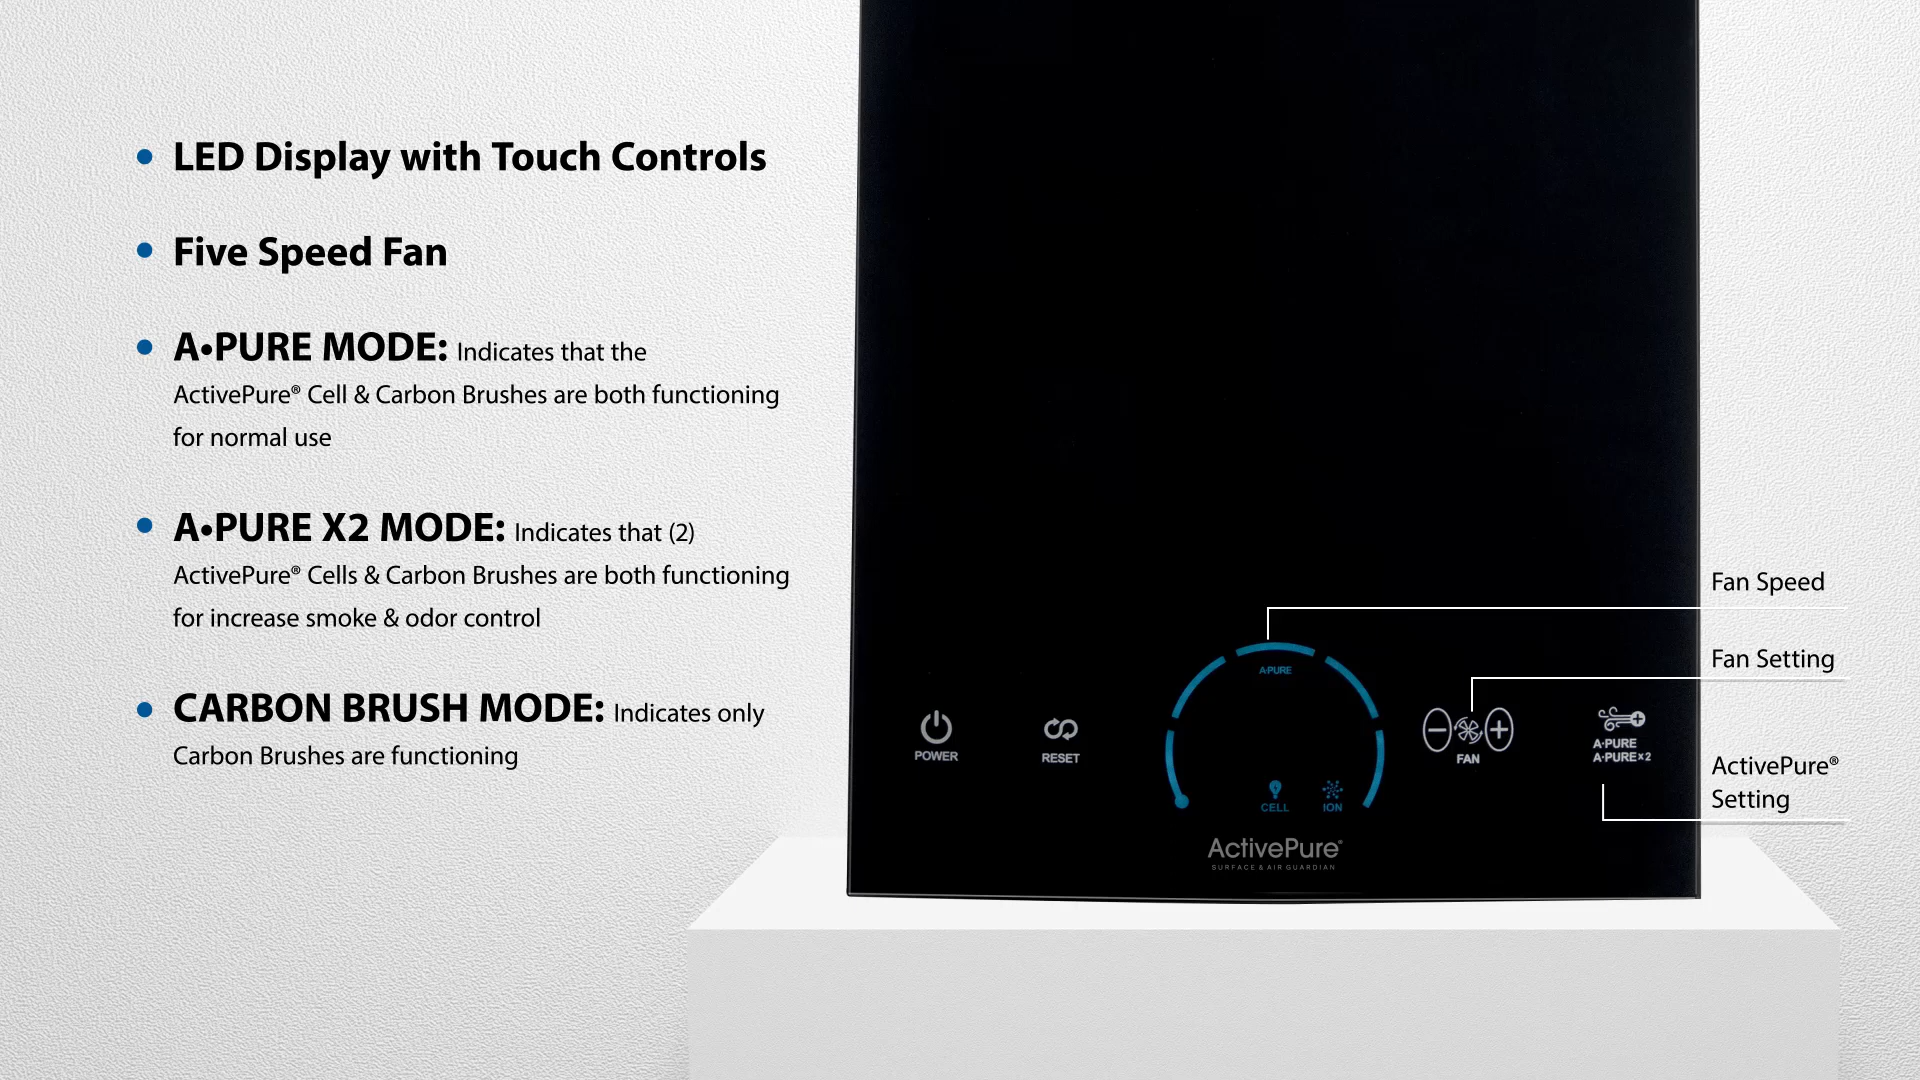 LED Display with Touch Controls
Five Speed Fan
A•PURE MODE: Indicates that the
ActivePure® Cell & Carbon Brushes are both functioning
for normal use
A•PURE X2 MODE: Indicates that (2)
ActivePure® Cells & Carbon Brushes are both functioning
for increase smoke & odor control
CARBON BRUSH MODE: Indicates only
Carbon Brushes are functioning
Fan Speed
Fan Setting
ActivePure®
Setting
A·PURE
POWER
RESET
FAN
A·PURE
A·PURE x2
CELL
ION
ActivePure®
SURFACE & AIR GUARDIAN